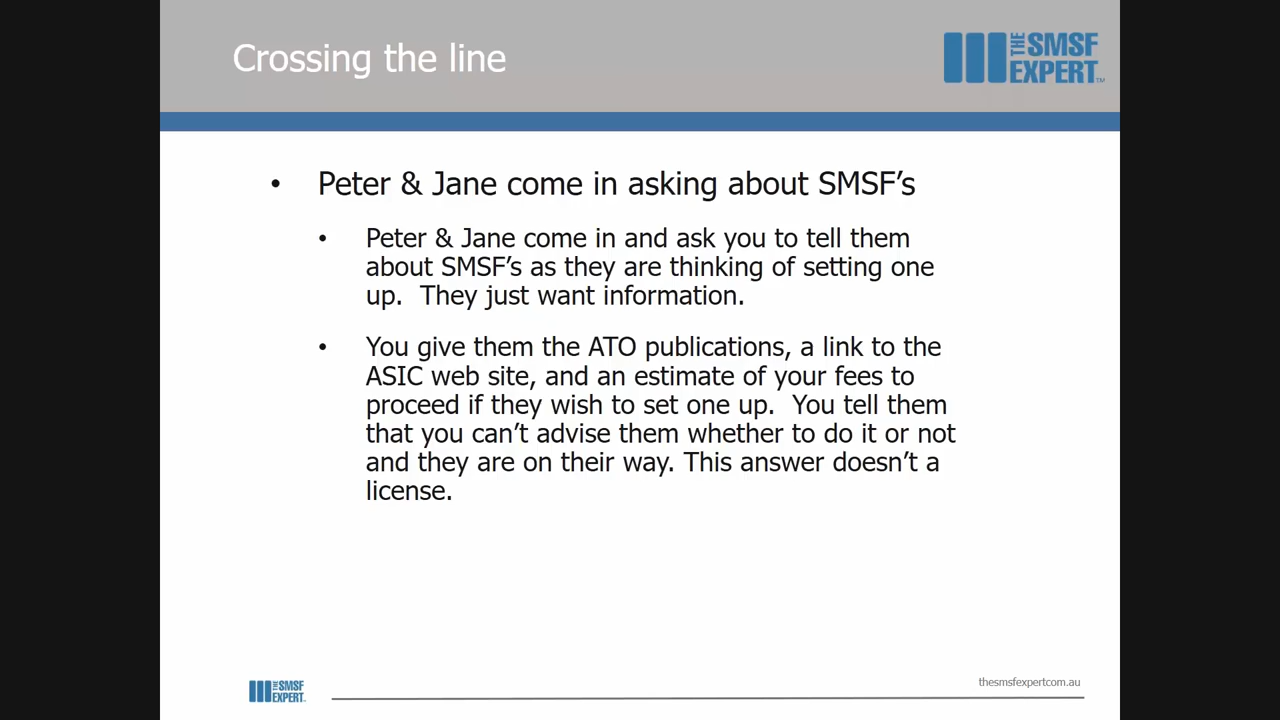 Crossing the line
THE SMSF
EXPERT™
• Peter & Jane come in asking about SMSF's
• Peter & Jane come in and ask you to tell them
about SMSF's as they are thinking of setting one
up. They just want information.
• You give them the ATO publications, a link to the
ASIC web site, and an estimate of your fees to
proceed if they wish to set one up. You tell them
that you can't advise them whether to do it or not
and they are on their way. This answer doesn't a
license.
THE SMSF
EXPERT
thesmsfexpertcom.au